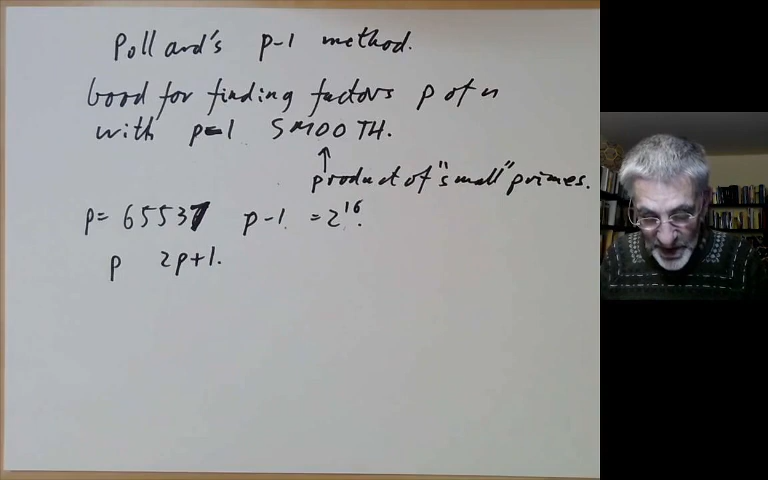 Pollard's p-1 method.
Good for finding factors p of n
with p-1 SMOOTH.
↑
product of "small" primes.
p= 65537 p-1 = 2^16.
p 2p+1.